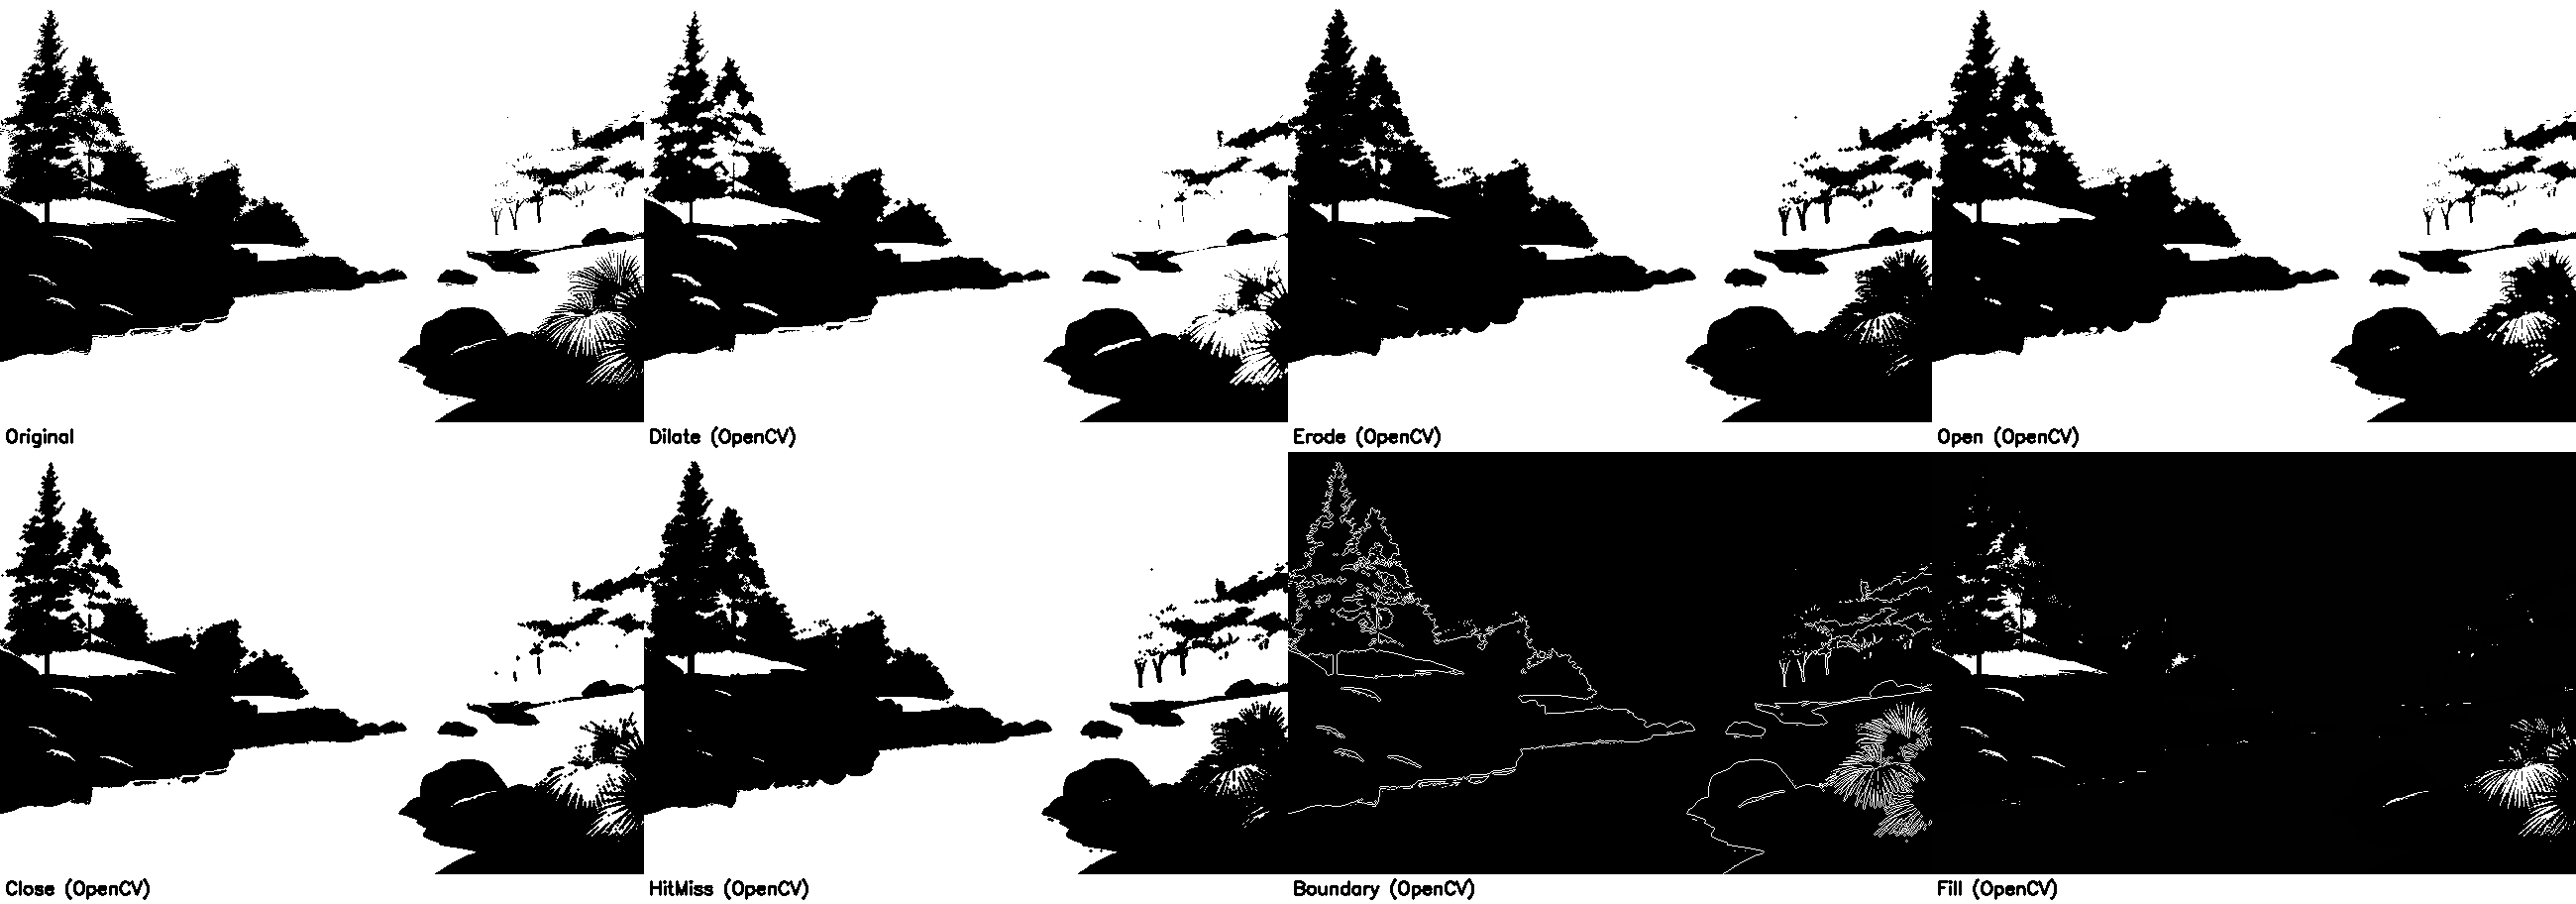 Original
Dilate (OpenCV)
Erode (OpenCV)
Open (OpenCV)
Close (OpenCV)
HitMiss (OpenCV)
Boundary (OpenCV)
Fill (OpenCV)